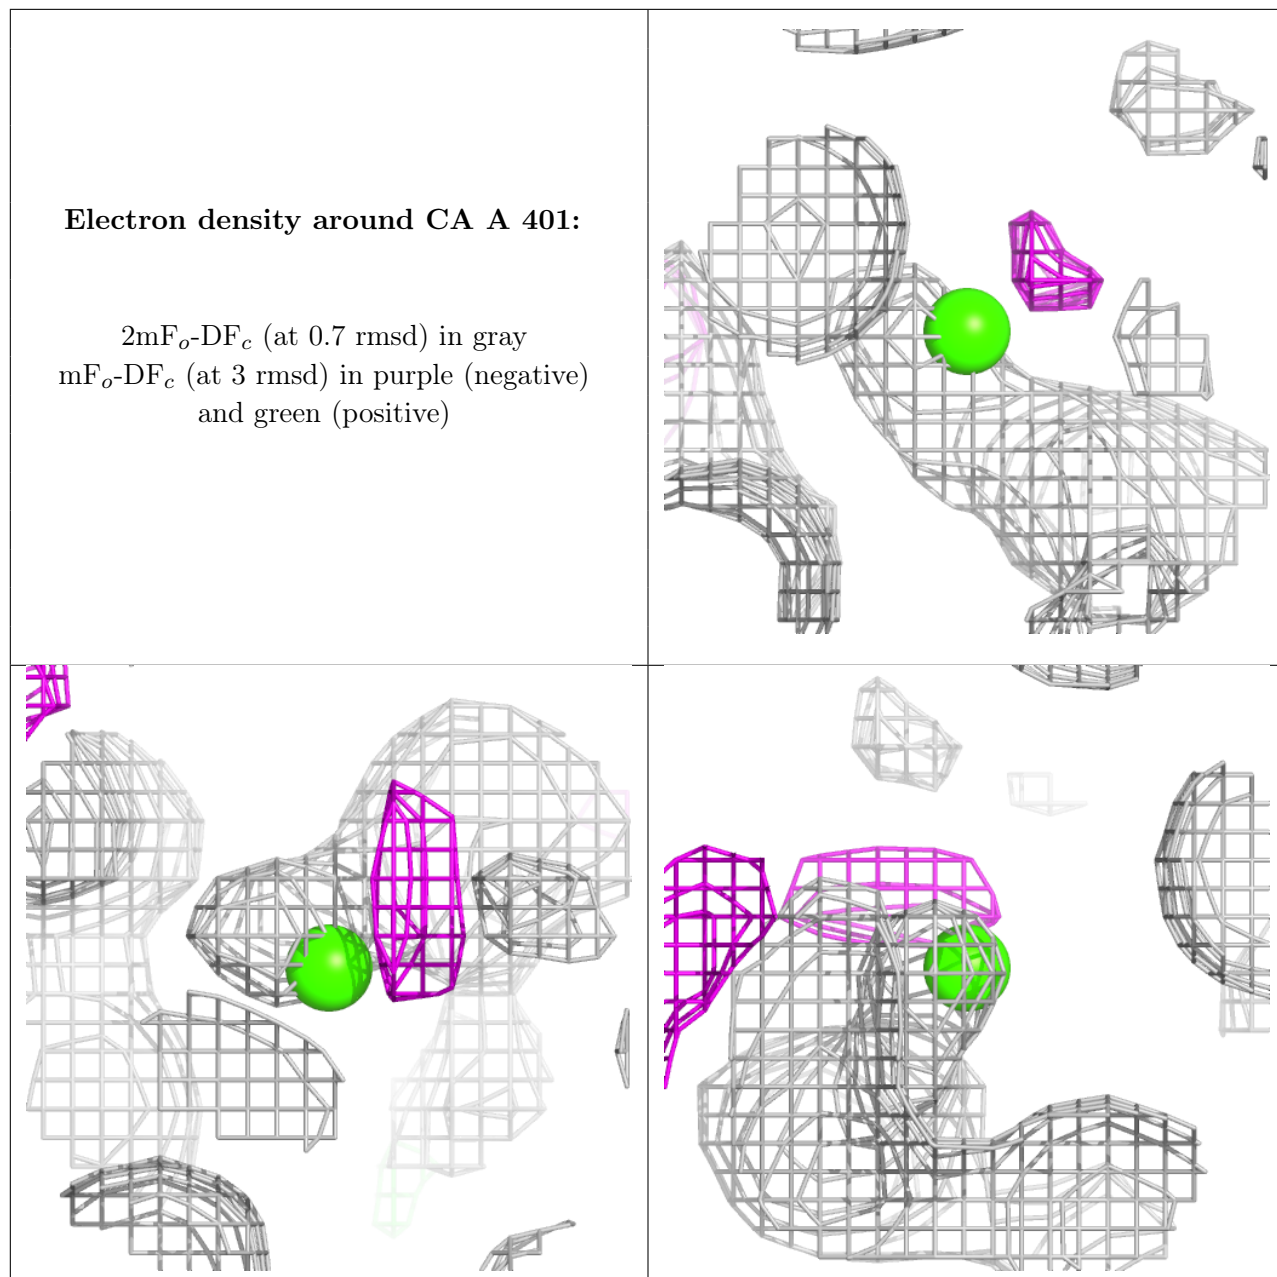 Electron density around CA A 401:
2mFₒ-DF𝒸 (at 0.7 rmsd) in gray
mFₒ-DF𝒸 (at 3 rmsd) in purple (negative)
and green (positive)